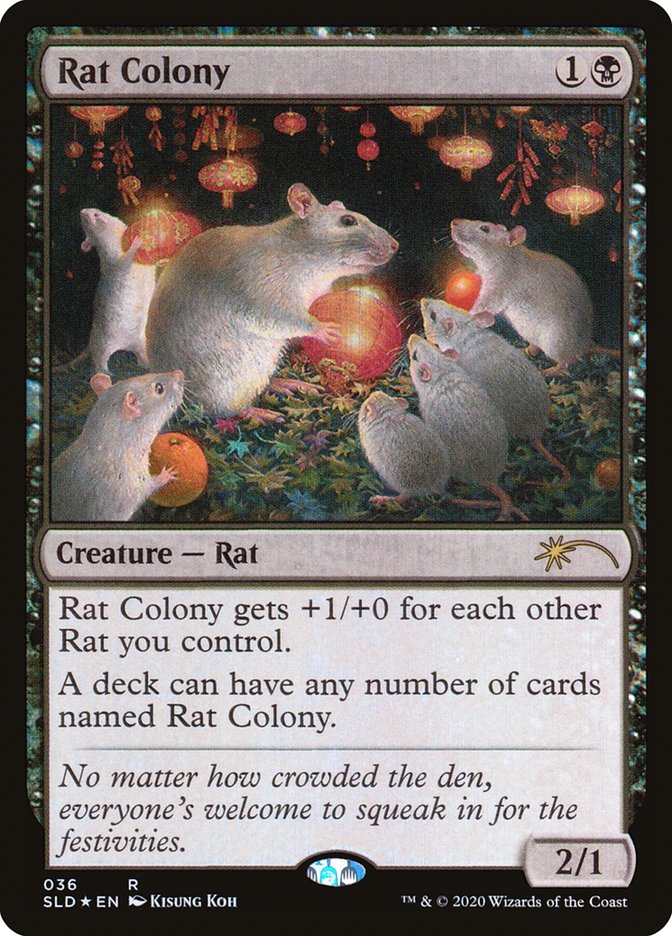 Rat Colony 1
Creature — Rat
Rat Colony gets +1/+0 for each other
Rat you control.
A deck can have any number of cards
named Rat Colony.
No matter how crowded the den,
everyone's welcome to squeak in for the
festivities.
2/1
036 R
SLD ★ EN Kisung Koh
™ & © 2020 Wizards of the Coast